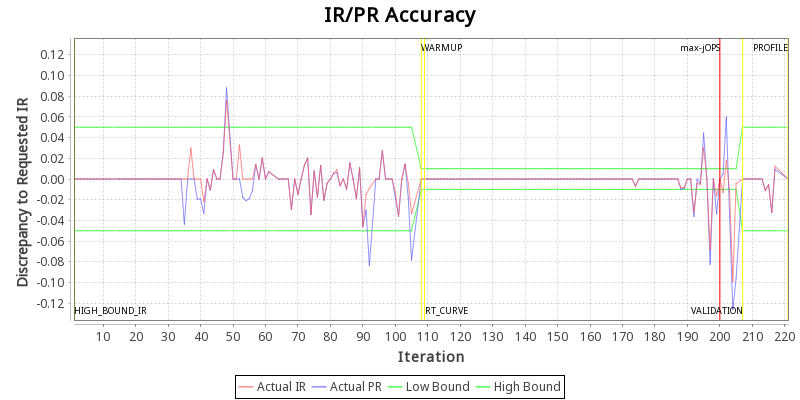 IR/PR Accuracy
Discrepancy to Requested IR
0.12
0.10
0.08
0.06
0.04
0.02
0.00
-0.02
-0.04
-0.06
-0.08
-0.10
-0.12
WARMUP
max-jOPS
PROFILE
HIGH_BOUND_IR
RT_CURVE
VALIDATION
10 20 30 40 50 60 70 80 90 100 110 120 130 140 150 160 170 180 190 200 210 220
Iteration
Actual IR Actual PR Low Bound High Bound